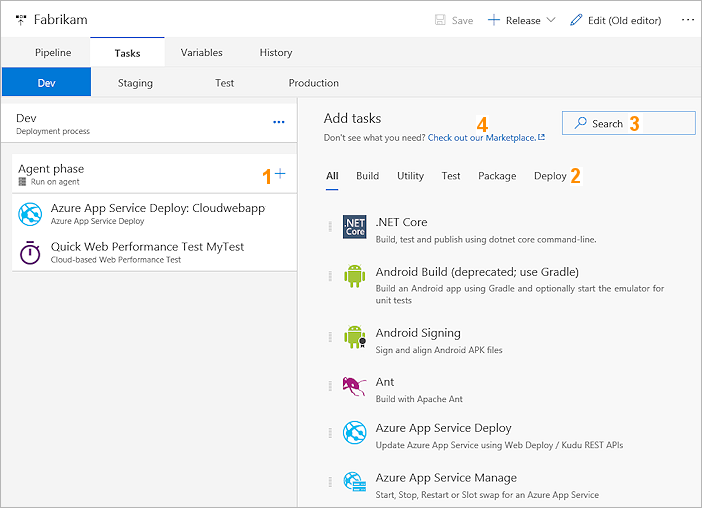 Fabrikam
Save
Release
Edit (Old editor)
Pipeline
Tasks
Variables
History
Dev
Staging
Test
Production
Dev
Deployment process
Agent phase
Run on agent
1
Azure App Service Deploy: Cloudwebapp
Azure App Service Deploy
Quick Web Performance Test MyTest
Cloud-based Web Performance Test
Add tasks
4
Don't see what you need? Check out our Marketplace.
Search 3
All
Build
Utility
Test
Package
Deploy 2
.NET
Core
.NET Core
Build, test and publish using dotnet core command-line.
Android Build (deprecated; use Gradle)
Build an Android app using Gradle and optionally start the emulator for
unit tests
Android Signing
Sign and align Android APK files
Ant
Build with Apache Ant
Azure App Service Deploy
Update Azure App Service using Web Deploy / Kudu REST APIs
Azure App Service Manage
Start, Stop, Restart or Slot swap for an Azure App Service